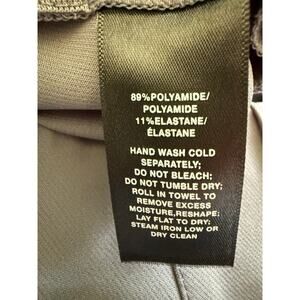 89%POLYAMIDE/
POLYAMIDE
11%ELASTANE/
ÉLASTANE
HAND WASH COLD
SEPARATELY;
DO NOT BLEACH;
DO NOT TUMBLE DRY;
ROLL IN TOWEL TO
REMOVE EXCESS
MOISTURE,RESHAPE;
LAY FLAT TO DRY;
STEAM IRON LOW OR
DRY CLEAN